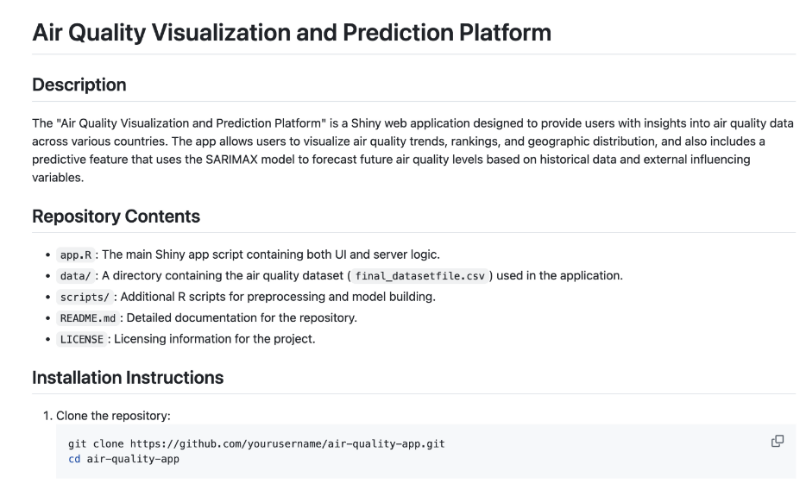 Air Quality Visualization and Prediction Platform
Description
The "Air Quality Visualization and Prediction Platform" is a Shiny web application designed to provide users with insights into air quality data
across various countries. The app allows users to visualize air quality trends, rankings, and geographic distribution, and also includes a
predictive feature that uses the SARIMAX model to forecast future air quality levels based on historical data and external influencing
variables.
Repository Contents
• app.R : The main Shiny app script containing both UI and server logic.
• data/ : A directory containing the air quality dataset ( final_datasetfile.csv ) used in the application.
• scripts/ : Additional R scripts for preprocessing and model building.
• README.md : Detailed documentation for the repository.
• LICENSE : Licensing information for the project.
Installation Instructions
1. Clone the repository:
git clone https://github.com/yourusername/air-quality-app.git
cd air-quality-app